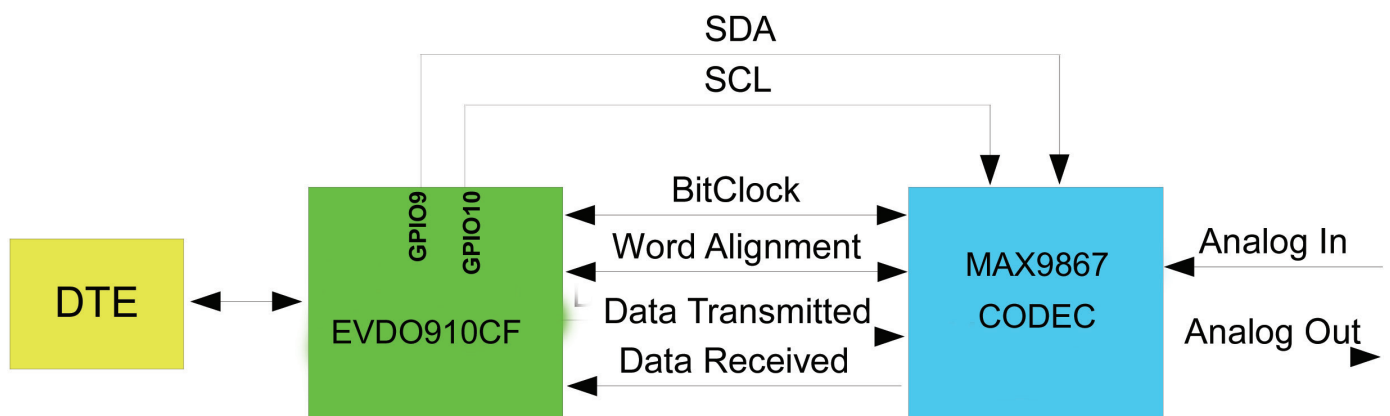 SDA
SCL
GPIO9
GPIO10
BitClock
Word Alignment
Data Transmitted
Data Received
DTE
EVDO910CF
MAX9867
CODEC
Analog In
Analog Out